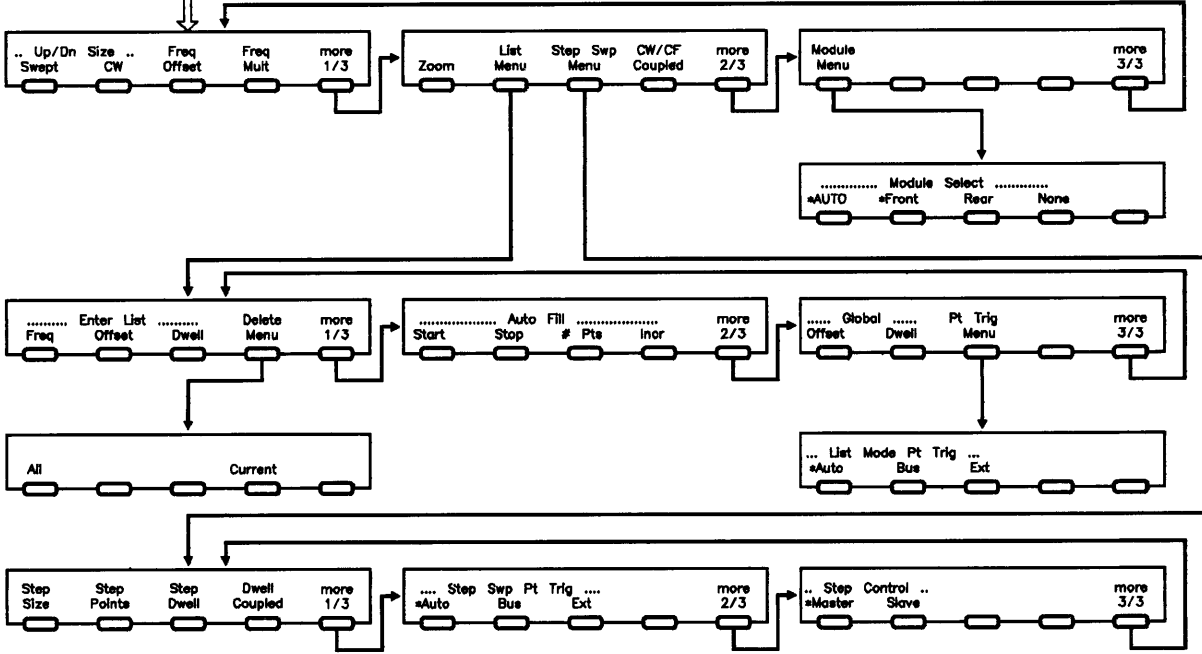 .. Up/Dn Size .. Freq Freq more
Swept CW Offset Mult 1/3
List Step Swp CW/CF more
Zoom Menu Menu Coupled 2/3
Module more
Menu 3/3
............. Module Select .............
*AUTO *Front Rear None
......... Enter List ......... Delete more
Freq Offset Dwell Menu 1/3
.................. Auto Fill .................. more
Start Stop # Pts Incr 2/3
...... Global ...... Pt Trig more
Offset Dwell Menu 3/3
All Current
... List Mode Pt Trig ...
*Auto Bus Ext
Step Step Step Dwell more
Size Points Dwell Coupled 1/3
.... Step Swp Pt Trig .... more
*Auto Bus Ext 2/3
.. Step Control .. more
*Master Slave 3/3